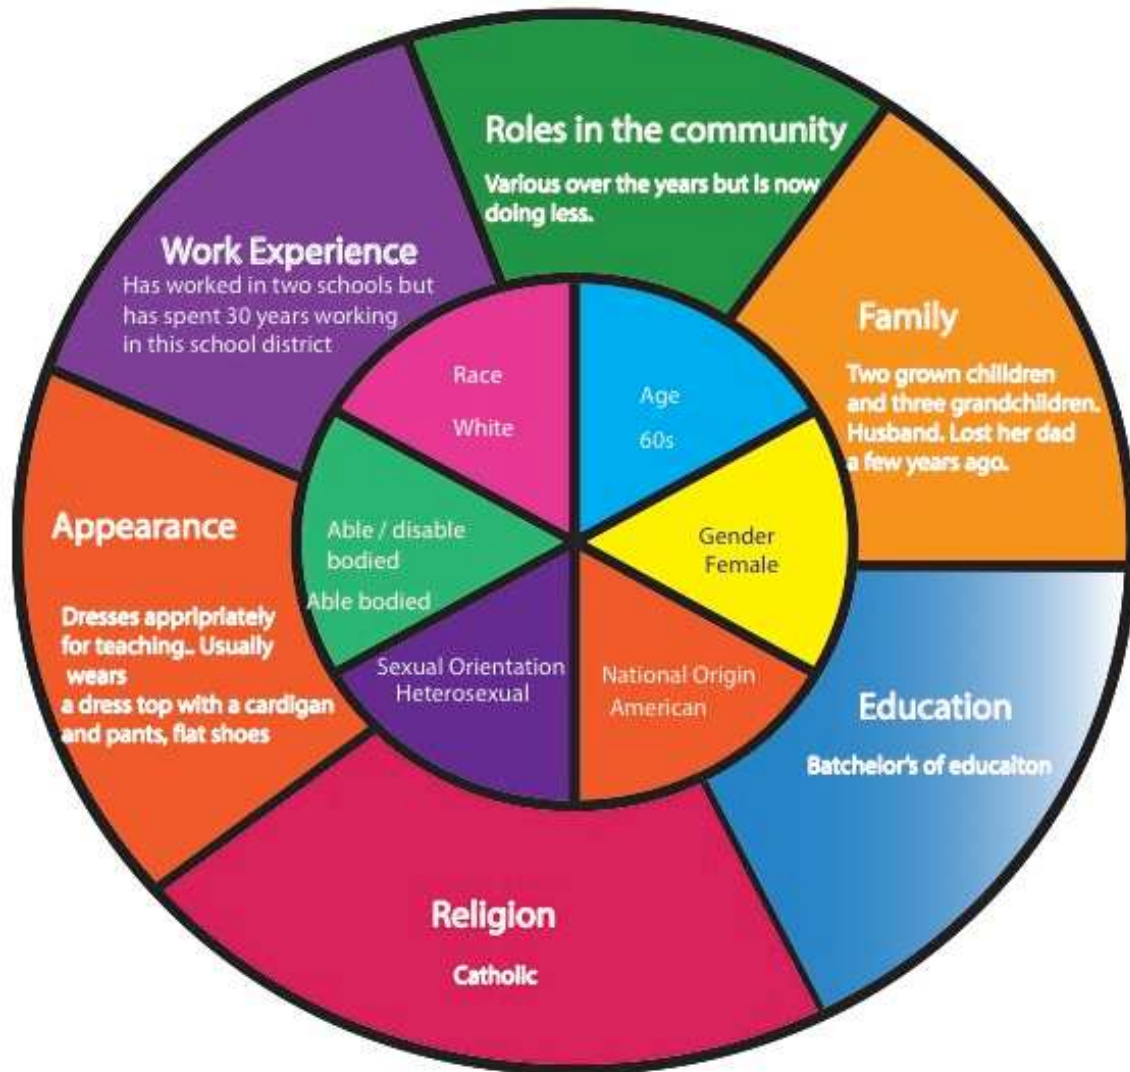 Roles in the community
Various over the years but is now
doing less.
Work Experience
Has worked in two schools but
has spent 30 years working
in this school district
Family
Two grown chilidren
and three grandchildren.
Husband. Lost her dad
a few years ago.
Race
White
Age
60s
Appearance
Dresses appripriately
for teaching.. Usually
wears
a dress top with a cardigan
and pants, flat shoes
Able / disable
bodied
Able bodied
Gender
Female
Sexual Orientation
Heterosexual
National Origin
American
Education
Batchelor's of educaiton
Religion
Catholic